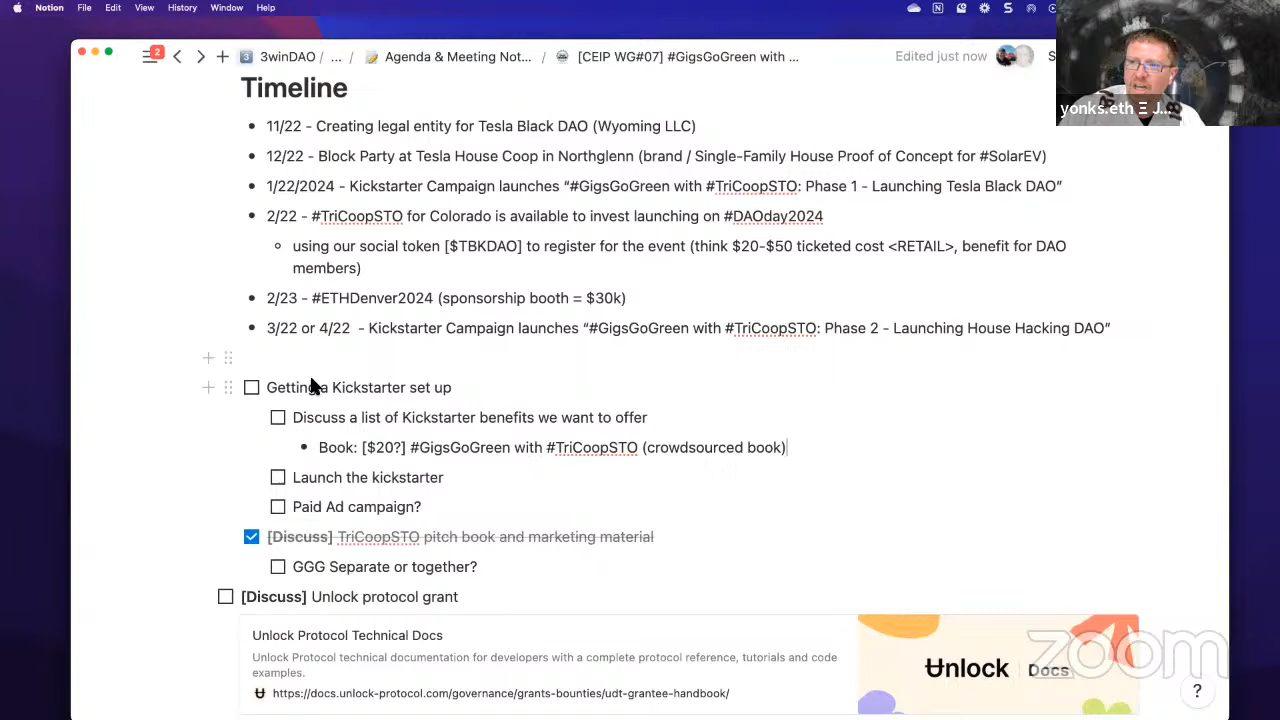 Notion File Edit View History Window Help
2 3winDAO / ... / Agenda & Meeting Not... / [CEIP WG#07] #GigsGoGreen with ... Edited just now S
yonks.eth Ξ J...
Timeline
• 11/22 - Creating legal entity for Tesla Black DAO (Wyoming LLC)
• 12/22 - Block Party at Tesla House Coop in Northglenn (brand / Single-Family House Proof of Concept for #SolarEV)
• 1/22/2024 - Kickstarter Campaign launches “#GigsGoGreen with #TriCoopSTO: Phase 1 - Launching Tesla Black DAO”
• 2/22 - #TriCoopSTO for Colorado is available to invest launching on #DAOday2024
◦ using our social token [$TBKDAO] to register for the event (think $20-$50 ticketed cost <RETAIL>, benefit for DAO
members)
• 2/23 - #ETHDenver2024 (sponsorship booth = $30k)
• 3/22 or 4/22 - Kickstarter Campaign launches “#GigsGoGreen with #TriCoopSTO: Phase 2 - Launching House Hacking DAO”
Getting a Kickstarter set up
Discuss a list of Kickstarter benefits we want to offer
• Book: [$20?] #GigsGoGreen with #TriCoopSTO (crowdsourced book)
Launch the kickstarter
Paid Ad campaign?
[Discuss] TriCoopSTO pitch book and marketing material
GGG Separate or together?
[Discuss] Unlock protocol grant
Unlock Protocol Technical Docs
Unlock Protocol technical documentation for developers with a complete protocol reference, tutorials and code
examples.
https://docs.unlock-protocol.com/governance/grants-bounties/udt-grantee-handbook/
Unlock Docs
zoom
?